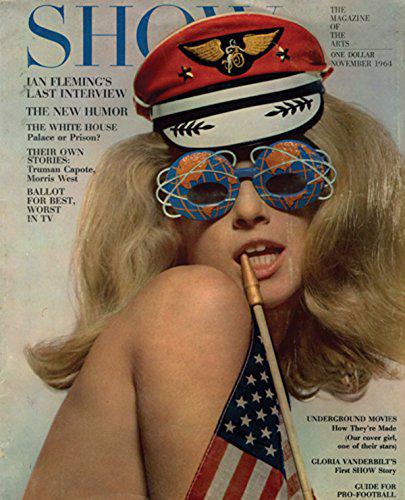 SHOW
THE
MAGAZINE
OF
THE
ARTS
ONE DOLLAR
NOVEMBER 1964
IAN FLEMING'S
LAST INTERVIEW
THE NEW HUMOR
THE WHITE HOUSE
Palace or Prison?
THEIR OWN
STORIES:
Truman Capote,
Morris West
BALLOT
FOR BEST,
WORST
IN TV
UNDERGROUND MOVIES
How They're Made
(Our cover girl,
one of their stars)
GLORIA VANDERBILT'S
First SHOW Story
GUIDE FOR
PRO-FOOTBALL